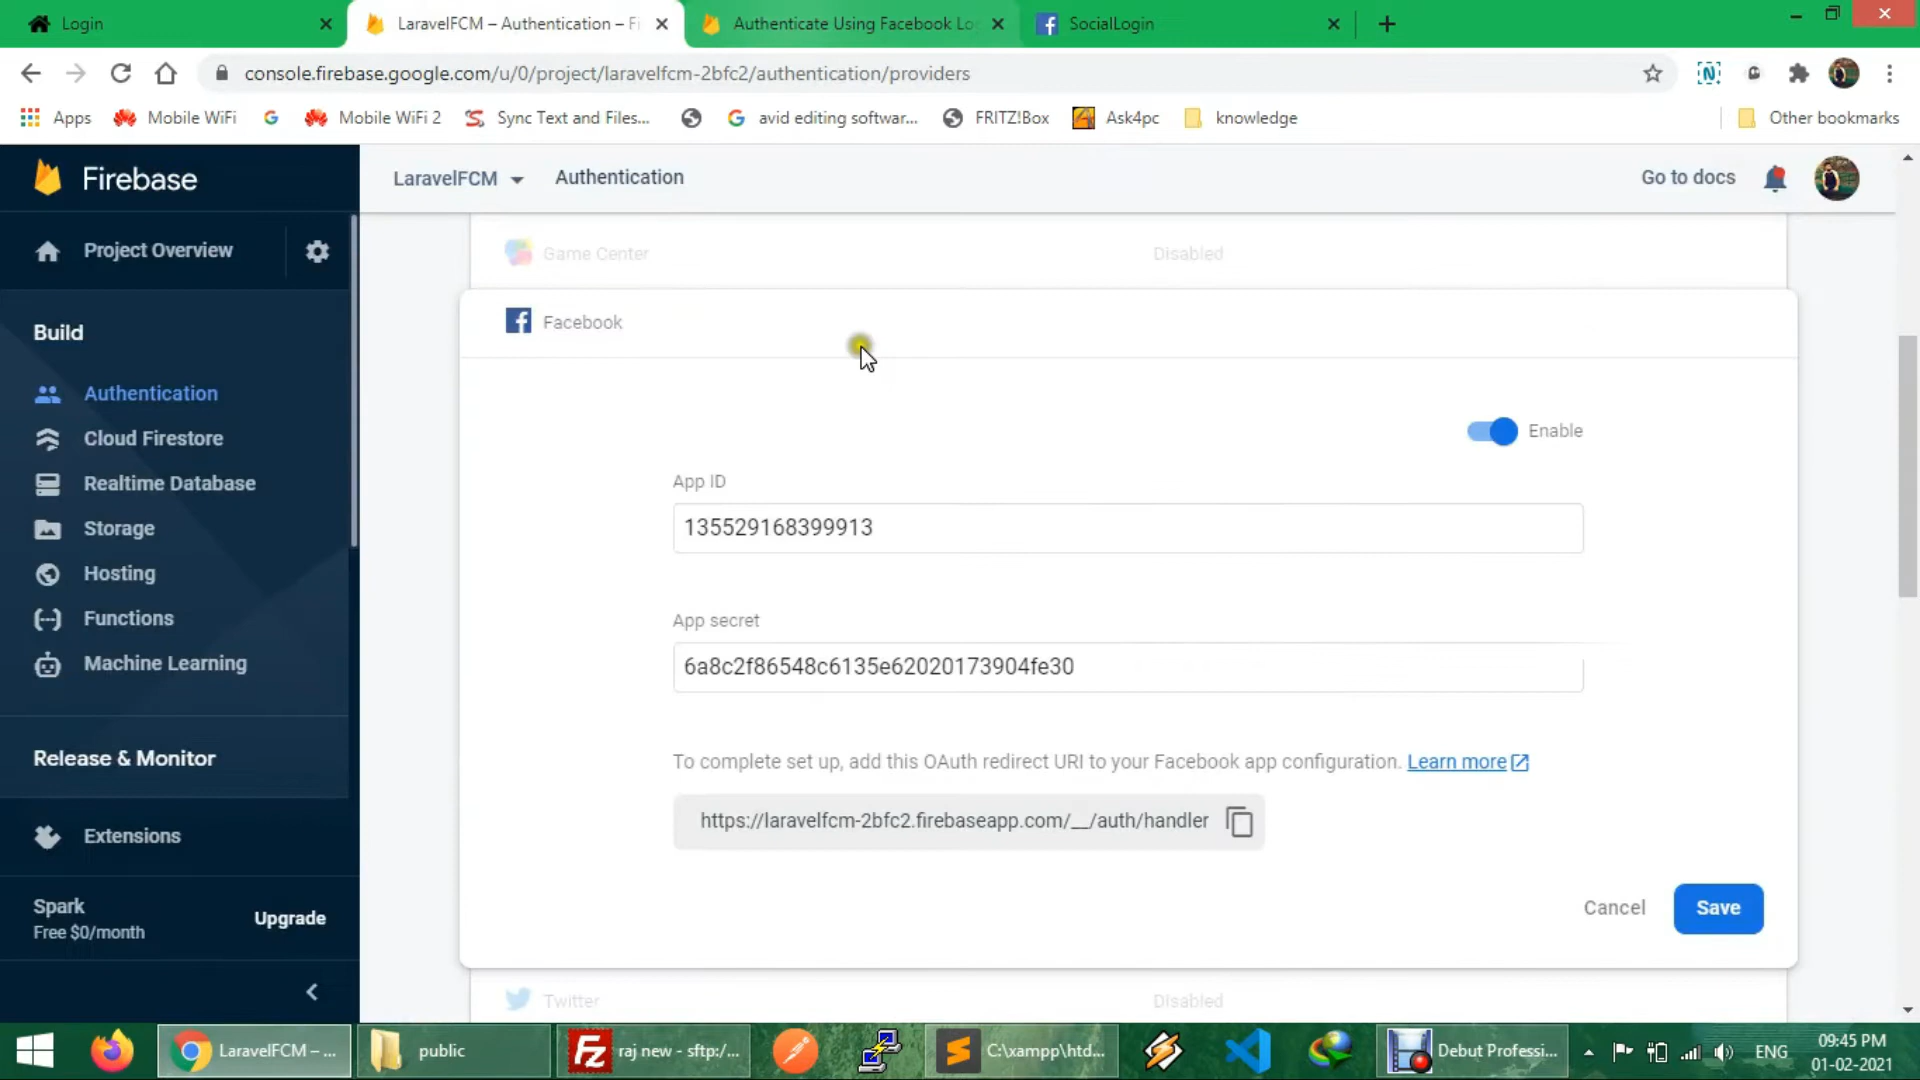 Login
LaravelFCM – Authentication – Fi
Authenticate Using Facebook Lo
SocialLogin
console.firebase.google.com/u/0/project/laravelfcm-2bfc2/authentication/providers
Apps
Mobile WiFi
Mobile WiFi 2
Sync Text and Files...
avid editing softwar...
FRITZ!Box
Ask4pc
knowledge
Other bookmarks
Firebase
LaravelFCM
Authentication
Go to docs
Project Overview
Game Center
Disabled
Facebook
Build
Authentication
Cloud Firestore
Realtime Database
Storage
Hosting
Functions
Machine Learning
Enable
App ID
135529168399913
App secret
6a8c2f86548c6135e62020173904fe30
To complete set up, add this OAuth redirect URI to your Facebook app configuration. Learn more
https://laravelfcm-2bfc2.firebaseapp.com/__/auth/handler
Release & Monitor
Extensions
Spark
Free $0/month
Upgrade
Cancel
Save
Twitter
Disabled
LaravelFCM – ...
public
raj new - sftp:/...
C:\xampp\htd...
Debut Professi...
ENG
09:45 PM
01-02-2021